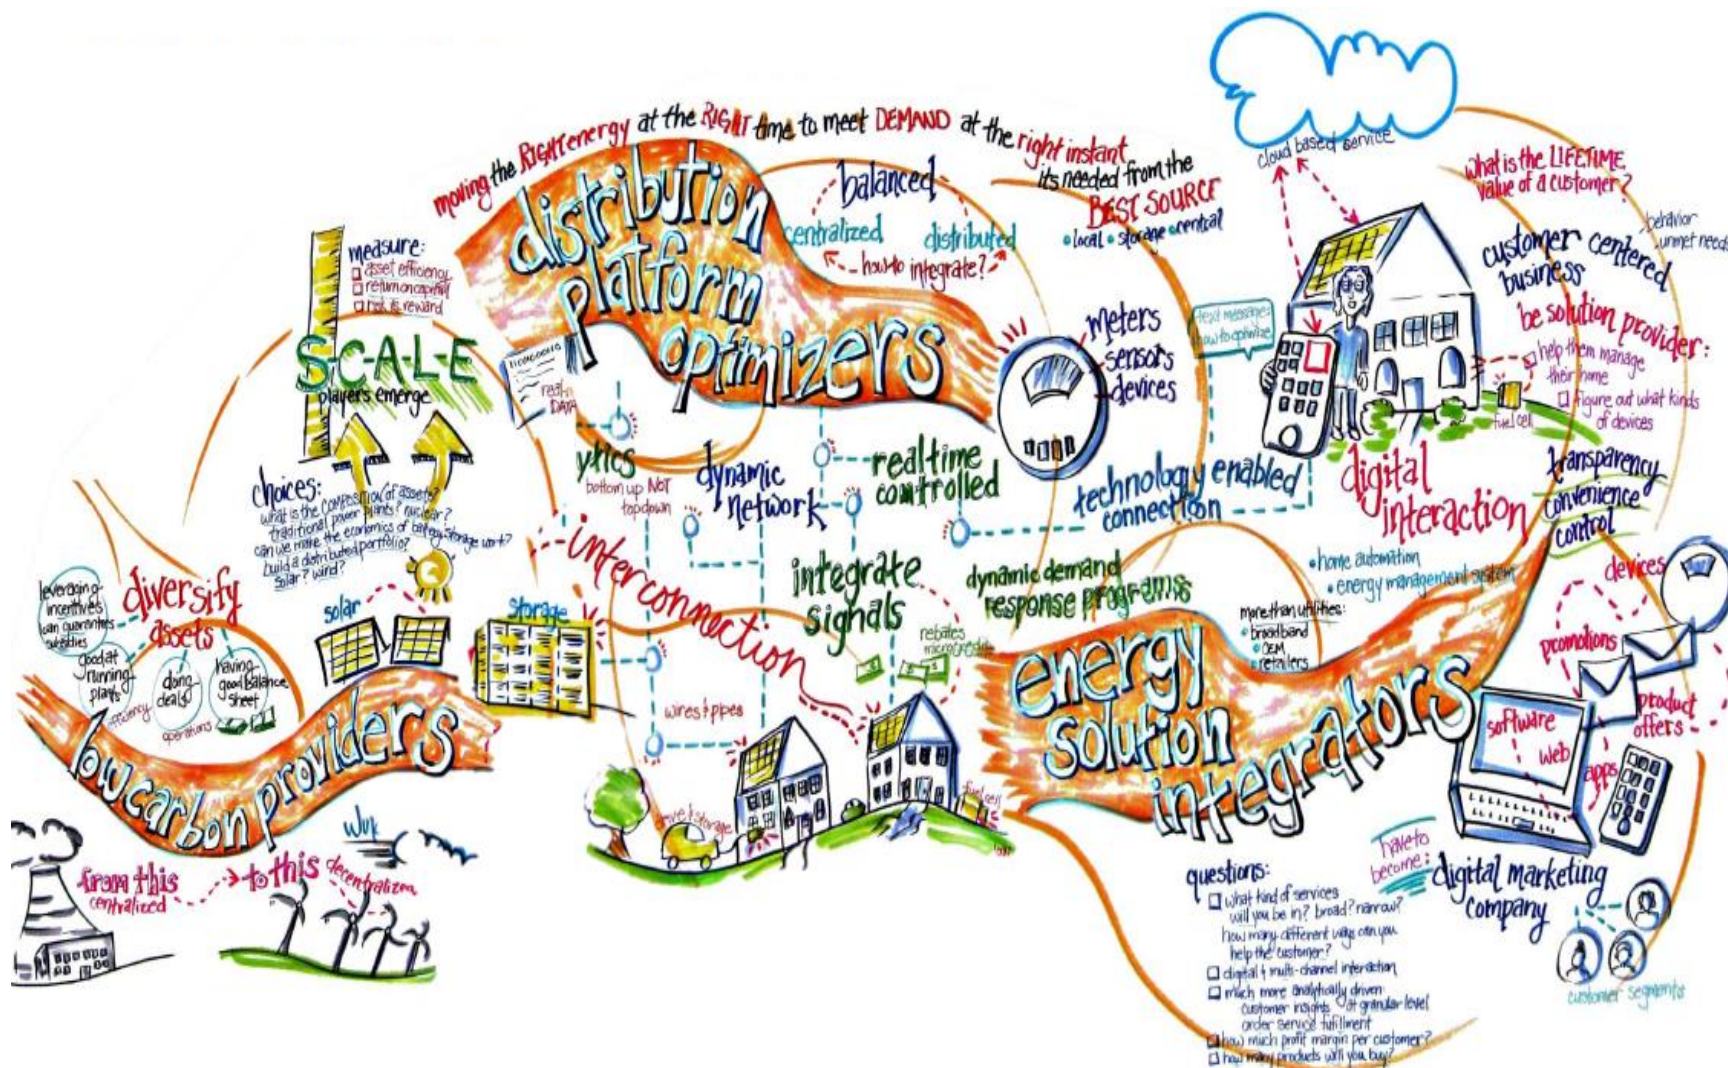 moving the RIGHT energy at the RIGHT time to meet DEMAND at the right instant
its needed from the
BEST SOURCE
• local • storage • central
distribution
platform
optimizers
balanced
centralized distributed
how to integrate?
measure:
asset efficiency
return on capital
reward
S-C-A-L-E
players emerge
choices:
what is the composition of assets?
traditional power plants? nuclear?
can we make the economics of battery storage work?
build a distributed portfolio?
solar? wind?
diversify
assets
leveraging
incentives
loan guarantees
subsidies
good at
running
plants
efficiency
doing
deals
operations
having
good balance
sheet
solar
storage
low carbon providers
from this
centralized
to this
DATA
ytics
bottom up NOT
top down
dynamic
network
realtime
controlled
interconnection
integrate
signals
wires & pipes
storage
fuel cell
rebates
dynamic demand
response programs
meters
sensors
devices
technology enabled
connection
cloud based service
text message:
how to optimize
digital
interaction
fuel cell
what is the LIFETIME
value of a customer?
customer centered
business
behavior
unmet needs
be solution provider:
help them manage
their home
figure out what kinds
of devices
transparency
convenience
control
• home automation
• energy management system
more than utilities:
• broadband
• OEM
• retailers
energy
solution
integrators
devices
promotions
product
offers
software
web
apps
have to
become:
digital marketing
company
customer segments
questions:
what kind of services
will you be in? broad? narrow?
how many different ways can you
help the customer?
digital & multi-channel interaction
much more analytically driven
customer insights at granular level
order service fulfillment
how much profit margin per customer?
how many products will you buy?